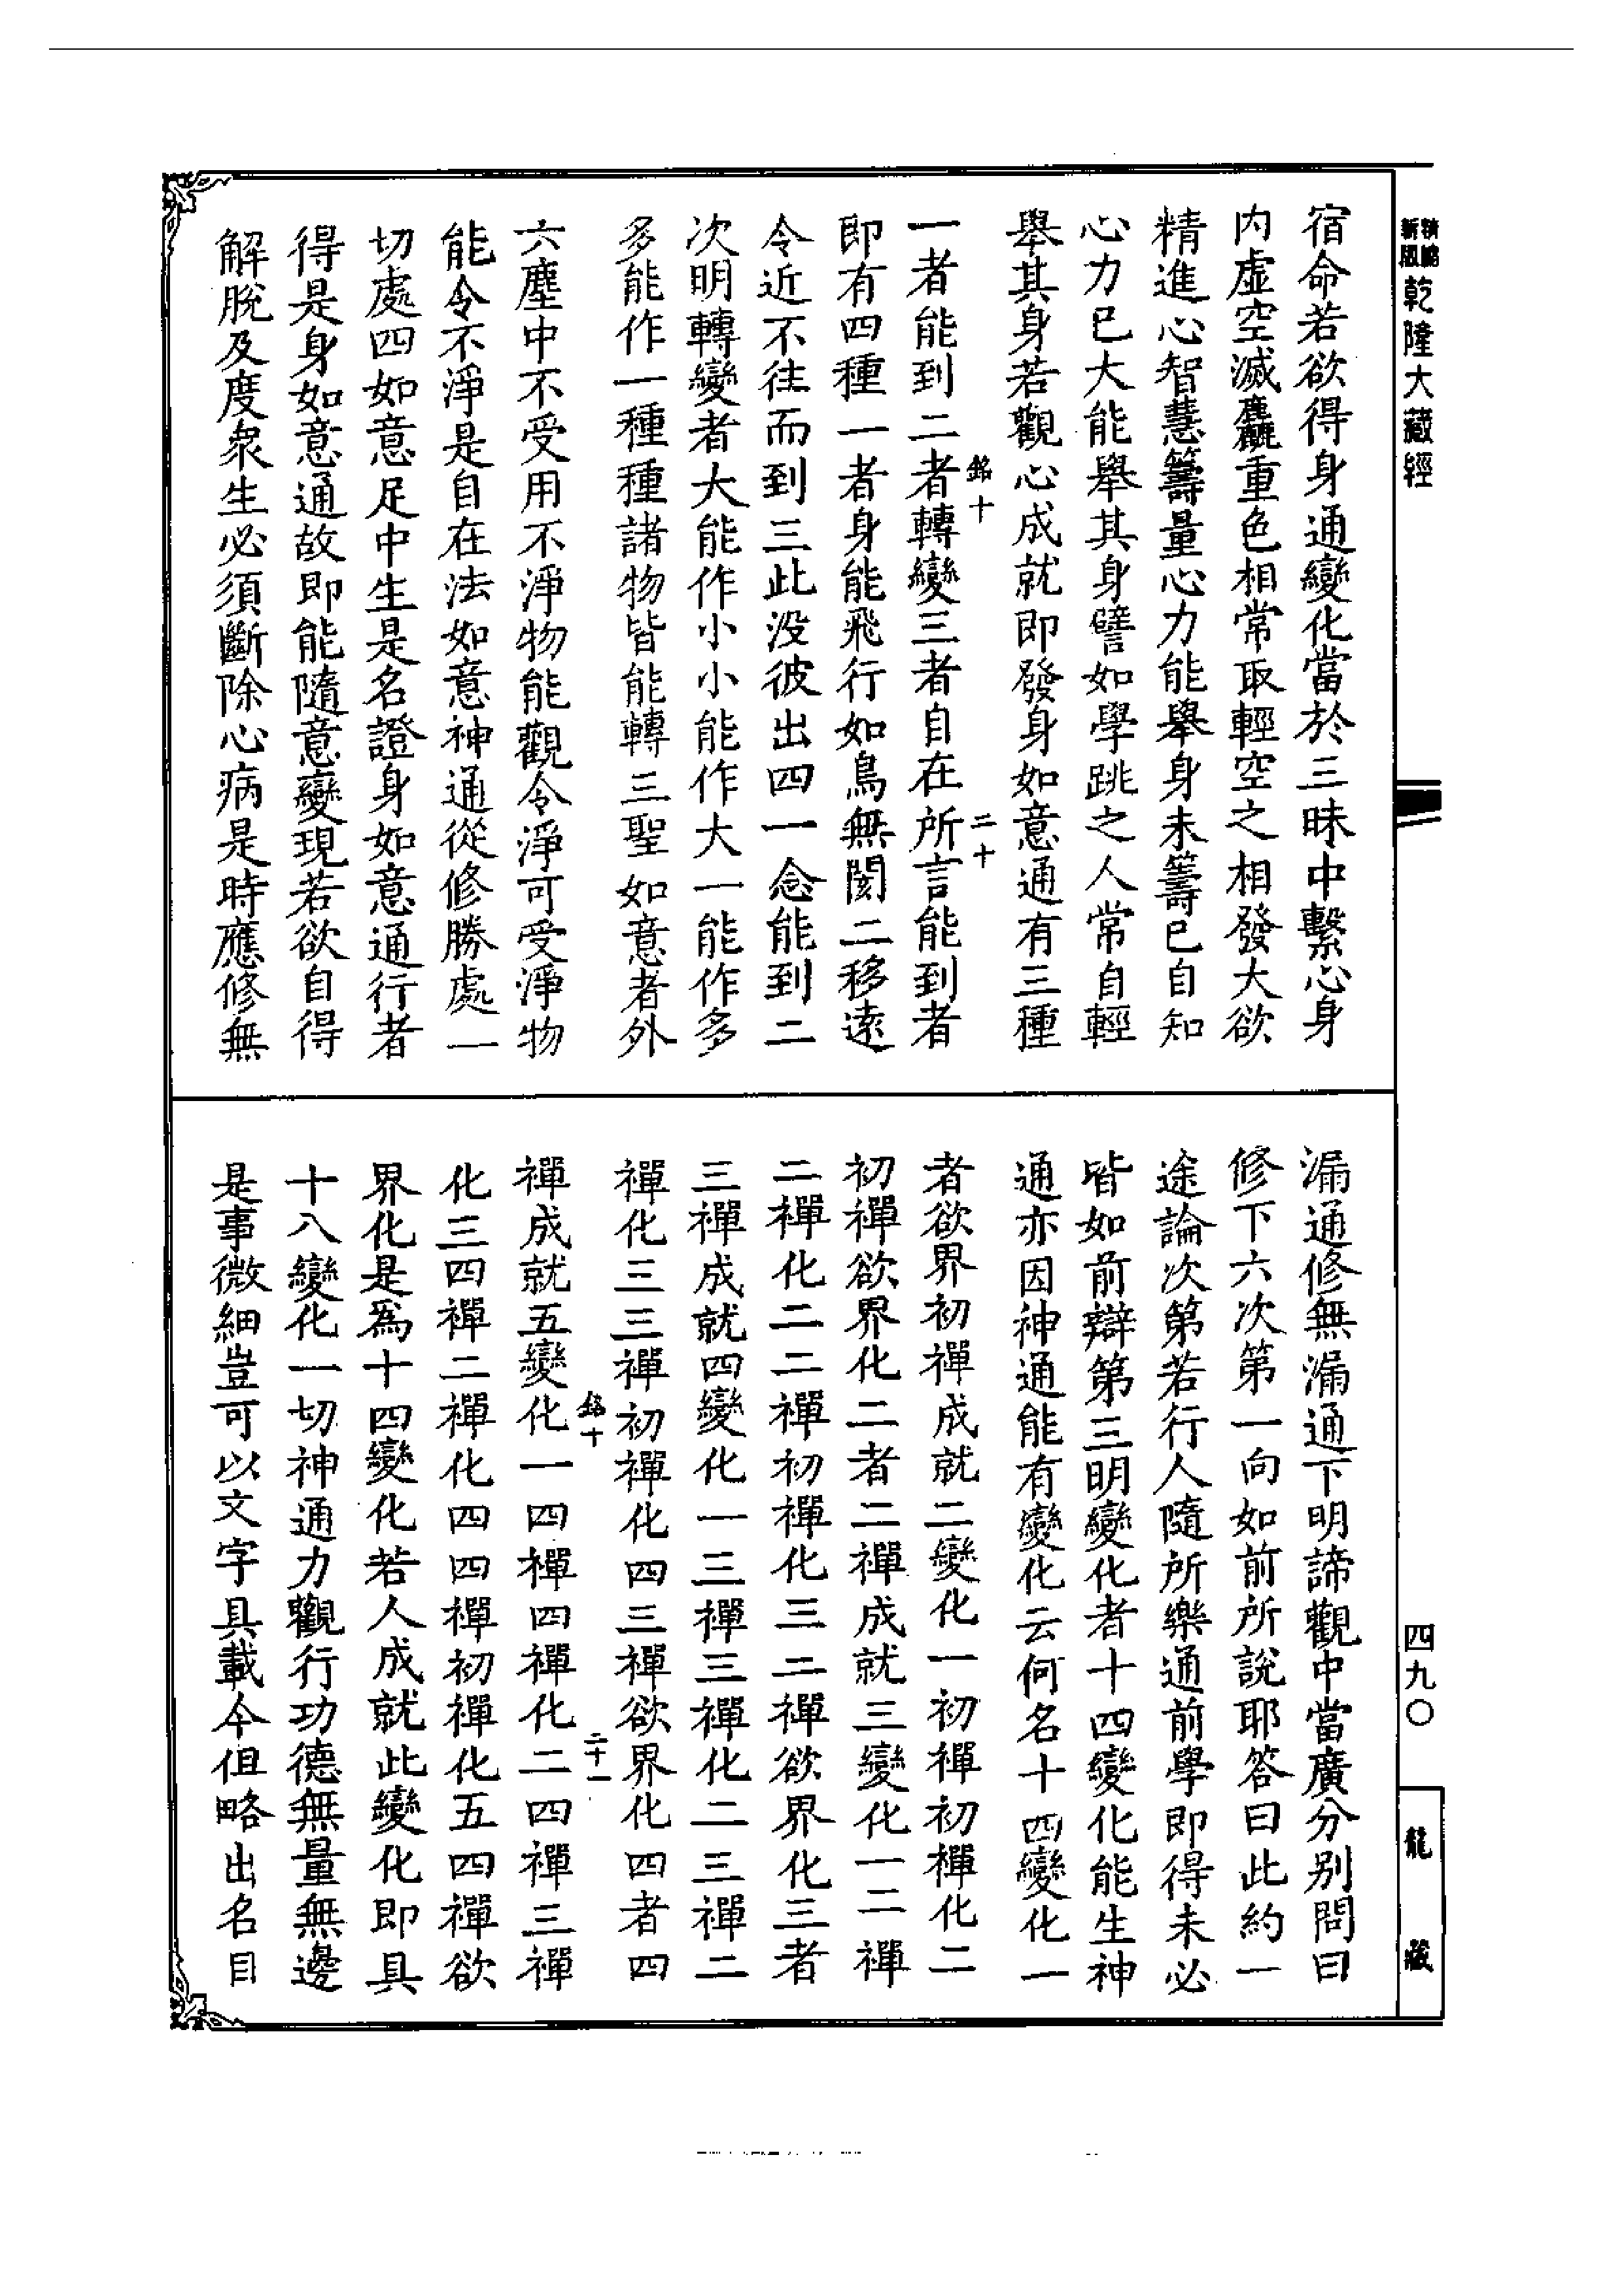 新版乾隆大藏經
宿命若欲得身通變化當於三昧中繫心身
内虛空滅麤重色相常取輕空之相發大欲
精進心智慧籌量心力能舉身未籌已自知
心力已大能舉其身譬如學跳之人常自輕
舉其身若觀心成就即發身如意通有三種
銘十 二十
一者能到二者轉變三者自在所言能到者
即有四種一者身能飛行如鳥無閡二移遠
令近不往而到三此没彼出四一念能到二
次明轉變者大能作小小能作大一能作多
多能作一種種諸物皆能轉三聖如意者外
六塵中不受用不淨物能觀令淨可受淨物
能令不淨是自在法如意神通從修勝處一
切處四如意足中生是名證身如意通行者
得是身如意通故即能隨意變現若欲自得
解脫及度衆生必須斷除心病是時應修無
漏通修無漏通下明諦觀中當廣分别問曰
修下六次第一向如前所說耶答曰此約一
途論次第若行人隨所樂通前學即得未必
皆如前辯第三明變化者十四變化能生神
通亦因神通能有變化云何名十四變化一
者欲界初禪成就二變化一初禪初禪化二
初禪欲界化二者二禪成就三變化一二禪
二禪化二二禪初禪化三二禪欲界化三者
三禪成就四變化一三禪三禪化二三禪二
禪化三三禪初禪化四三禪欲界化四者四
銘十 二十一
禪成就五變化一四禪四禪化二四禪三禪
化三四禪二禪化四四禪初禪化五四禪欲
界化是爲十四變化若人成就此變化即具
十八變化一切神通力觀行功德無量無邊
是事微細豈可以文字具載今但略出名目
四九〇
龍藏